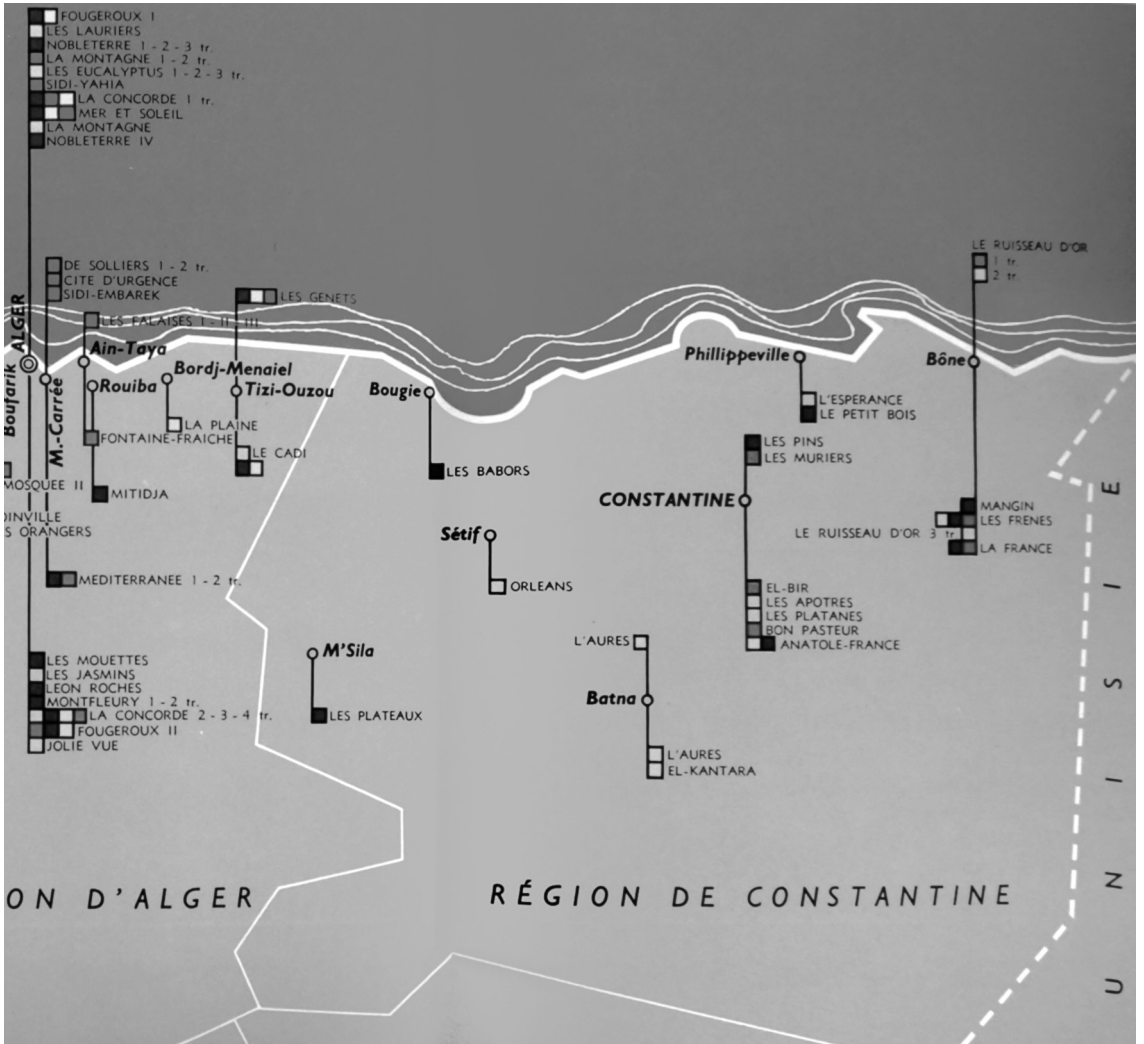 FOUGEROUX I
LES LAURIERS
NOBLETERRE 1 - 2 - 3 tr.
LA MONTAGNE 1 - 2 tr.
LES EUCALYPTUS 1 - 2 - 3 tr.
SIDI-YAHIA
LA CONCORDE 1 tr.
MER ET SOLEIL
LA MONTAGNE
NOBLETERRE IV
DE SOLLIERS 1 - 2 tr.
CITE D'URGENCE
SIDI-EMBAREK
LES GENETS
LES FALAISES I - II - III
LE RUISSEAU D'OR
1 tr.
2 tr.
ALGER
Boufarik
M.-Carrée
Ain-Taya
Rouiba
Bordj-Menaiel
Tizi-Ouzou
Bougie
Phillippeville
Bône
LA PLAINE
FONTAINE-FRAICHE
LE CADI
L'ESPERANCE
LE PETIT BOIS
LES PINS
LES MURIERS
LES BABORS
MOSQUEE II
MITIDJA
CONSTANTINE
MANGIN
LES FRENES
LE RUISSEAU D'OR 3 tr.
LA FRANCE
OINVILLE
S ORANGERS
Sétif
ORLEANS
MEDITERRANEE 1 - 2 tr.
EL-BIR
LES APOTRES
LES PLATANES
BON PASTEUR
ANATOLE-FRANCE
L'AURES
M'Sila
LES MOUETTES
LES JASMINS
LEON ROCHES
MONTFLEURY 1 - 2 tr.
LA CONCORDE 2 - 3 - 4 tr.
FOUGEROUX II
JOLIE VUE
LES PLATEAUX
Batna
L'AURES
EL-KANTARA
ON D'ALGER
RÉGION DE CONSTANTINE
UNISIE